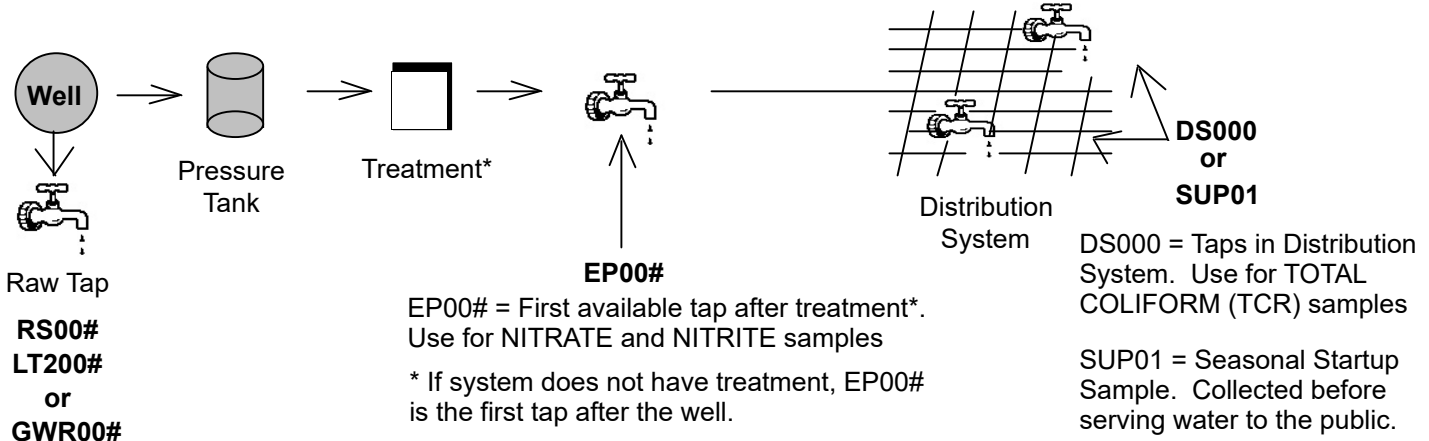 Well
Pressure
Tank
Treatment*
Raw Tap
RS00#
LT200#
or
GWR00#
EP00#
EP00# = First available tap after treatment*.
Use for NITRATE and NITRITE samples
* If system does not have treatment, EP00#
is the first tap after the well.
Distribution
System
DS000
or
SUP01
DS000 = Taps in Distribution
System. Use for TOTAL
COLIFORM (TCR) samples
SUP01 = Seasonal Startup
Sample. Collected before
serving water to the public.